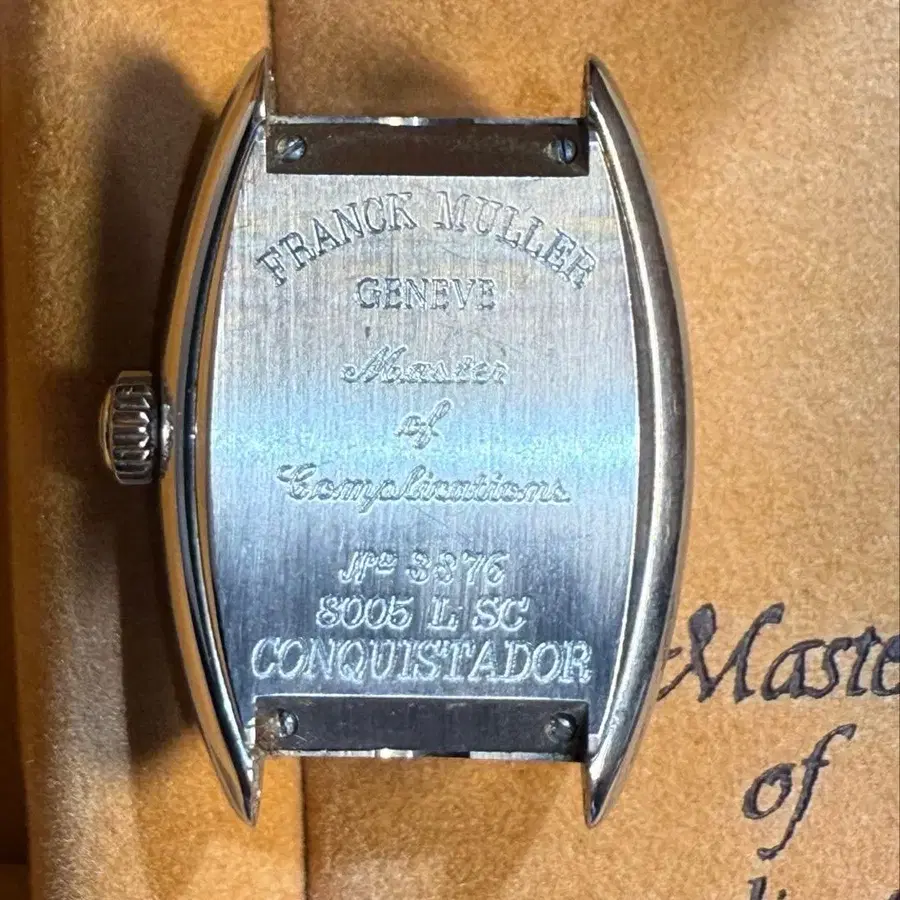 FRANCK MULLER
GENEVE
Master
of
Complications
Nº 3376
8005 L SC
CONQUISTADOR
Maste
of